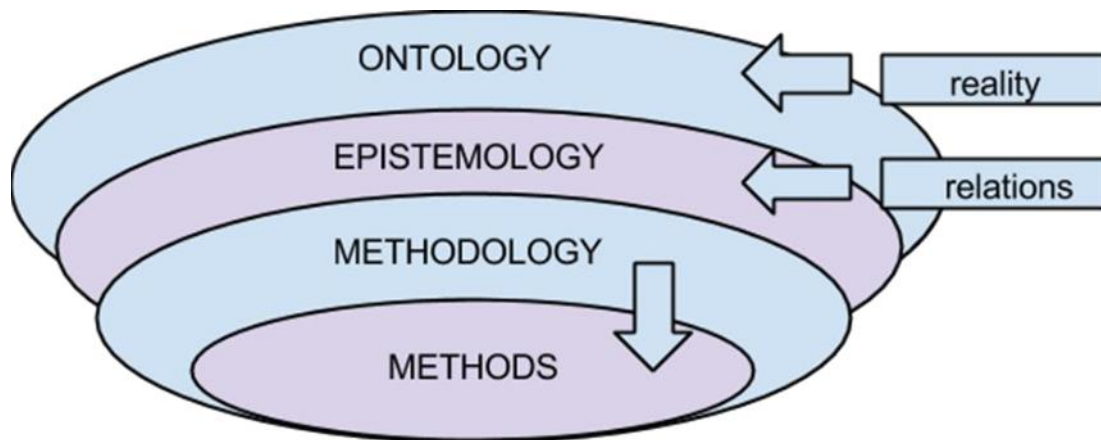 ONTOLOGY
reality
EPISTEMOLOGY
relations
METHODOLOGY
METHODS